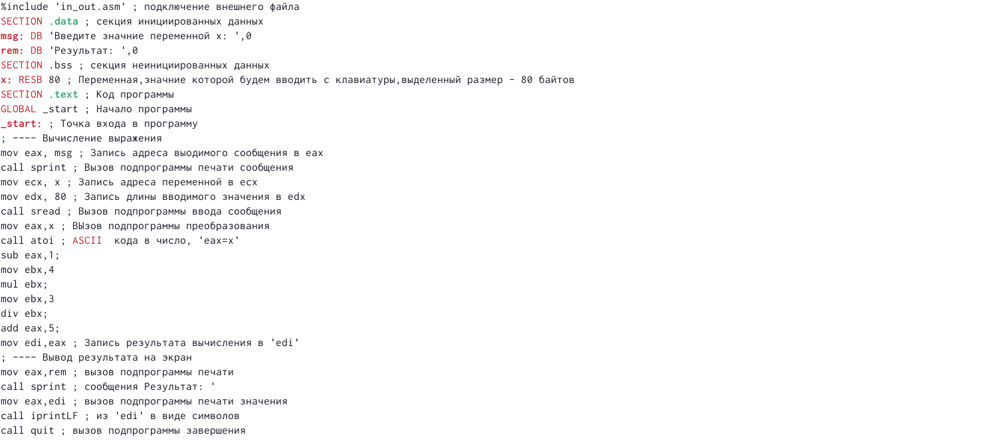 %include 'in_out.asm' ; подключение внешнего файла
SECTION .data ; секция инициированных данных
msg: DB 'Введите значние переменной x: ',0
rem: DB 'Результат: ',0
SECTION .bss ; секция неинициированных данных
x: RESB 80 ; Переменная,значние которой будем вводить с клавиатуры,выделенный размер - 80 байтов
SECTION .text ; Код программы
GLOBAL _start ; Начало программы
_start: ; Точка входа в программу
; ---- Вычисление выражения
mov eax, msg ; Запись адреса выодимого сообщения в eax
call sprint ; Вызов подпрограммы печати сообщения
mov ecx, x ; Запись адреса переменной в ecx
mov edx, 80 ; Запись длины вводимого значения в edx
call sread ; Вызов подпрограммы ввода сообщения
mov eax,x ; ВЫзов подпрограммы преобразования
call atoi ; ASCII  кода в число, 'eax=x'
sub eax,1;
mov ebx,4
mul ebx;
mov ebx,3
div ebx;
add eax,5;
mov edi,eax ; Запись результата вычисления в 'edi'
; ---- Вывод результата на экран
mov eax,rem ; вызов подпрограммы печати
call sprint ; сообщения Результат: '
mov eax,edi ; вызов подпрограммы печати значения
call iprintLF ; из 'edi' в виде символов
call quit ; вызов подпрограммы завершения